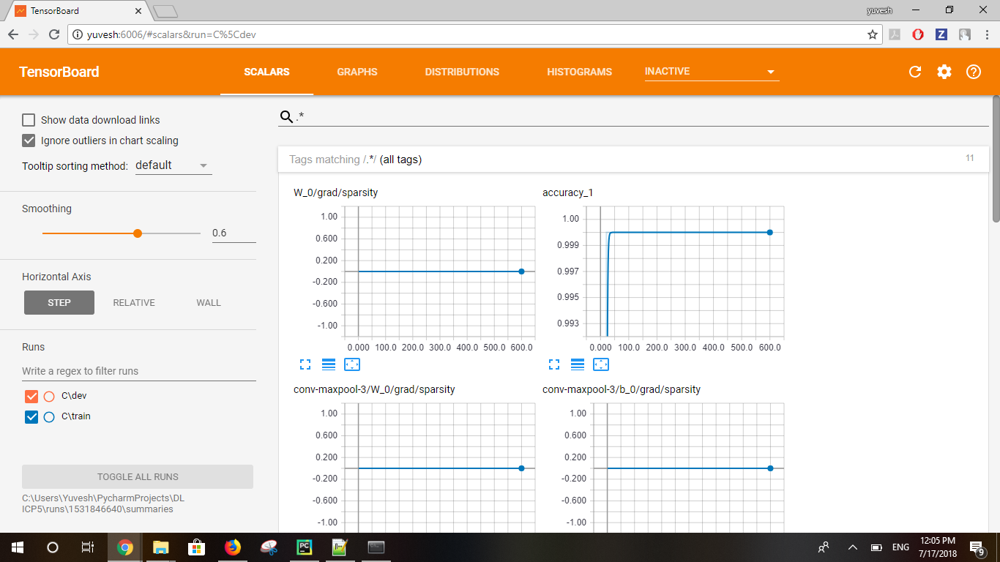 TensorBoard
yuvesh
yuvesh:6006/#scalars&run=C%5Cdev
Z
TensorBoard
SCALARS
GRAPHS
DISTRIBUTIONS
HISTOGRAMS
INACTIVE
Show data download links
Ignore outliers in chart scaling
Tooltip sorting method: default
Smoothing
0.6
Horizontal Axis
STEP
RELATIVE
WALL
Runs
Write a regex to filter runs
C\dev
C\train
TOGGLE ALL RUNS
C:\Users\Yuvesh\PycharmProjects\DL
ICP5\runs\1531846640\summaries
.*
Tags matching /.*/ (all tags)
11
W_0/grad/sparsity
1.00
0.600
0.200
-0.200
-0.600
-1.00
0.000 100.0 200.0 300.0 400.0 500.0 600.0
accuracy_1
1.00
0.999
0.997
0.995
0.993
0.000 100.0 200.0 300.0 400.0 500.0 600.0
conv-maxpool-3/W_0/grad/sparsity
1.00
0.600
0.200
-0.200
-0.600
-1.00
conv-maxpool-3/b_0/grad/sparsity
1.00
0.600
0.200
-0.200
-0.600
-1.00
PC
ENG
12:05 PM
7/17/2018
9